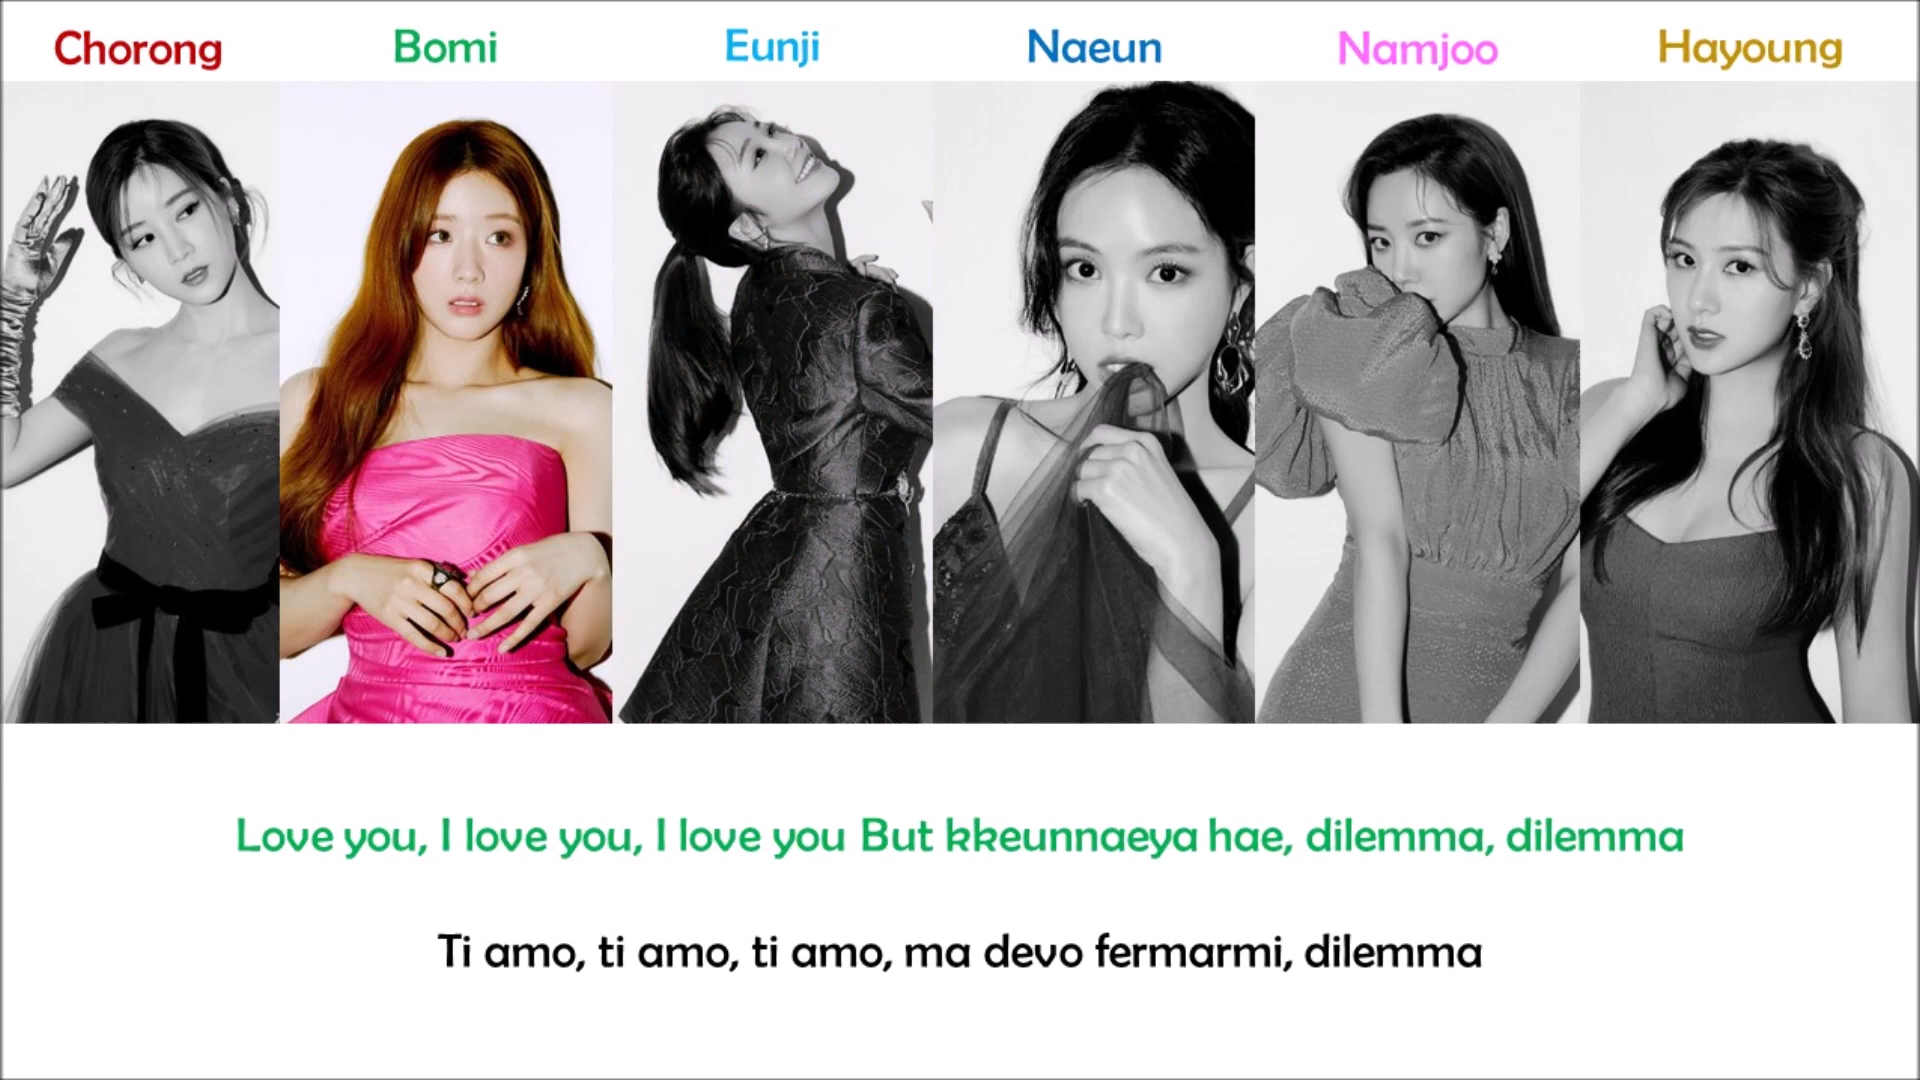 Chorong Bomi Eunji Naeun Namjoo Hayoung
Love you, I love you, I love you But kkeunnaeya hae, dilemma, dilemma
Ti amo, ti amo, ti amo, ma devo fermarmi, dilemma